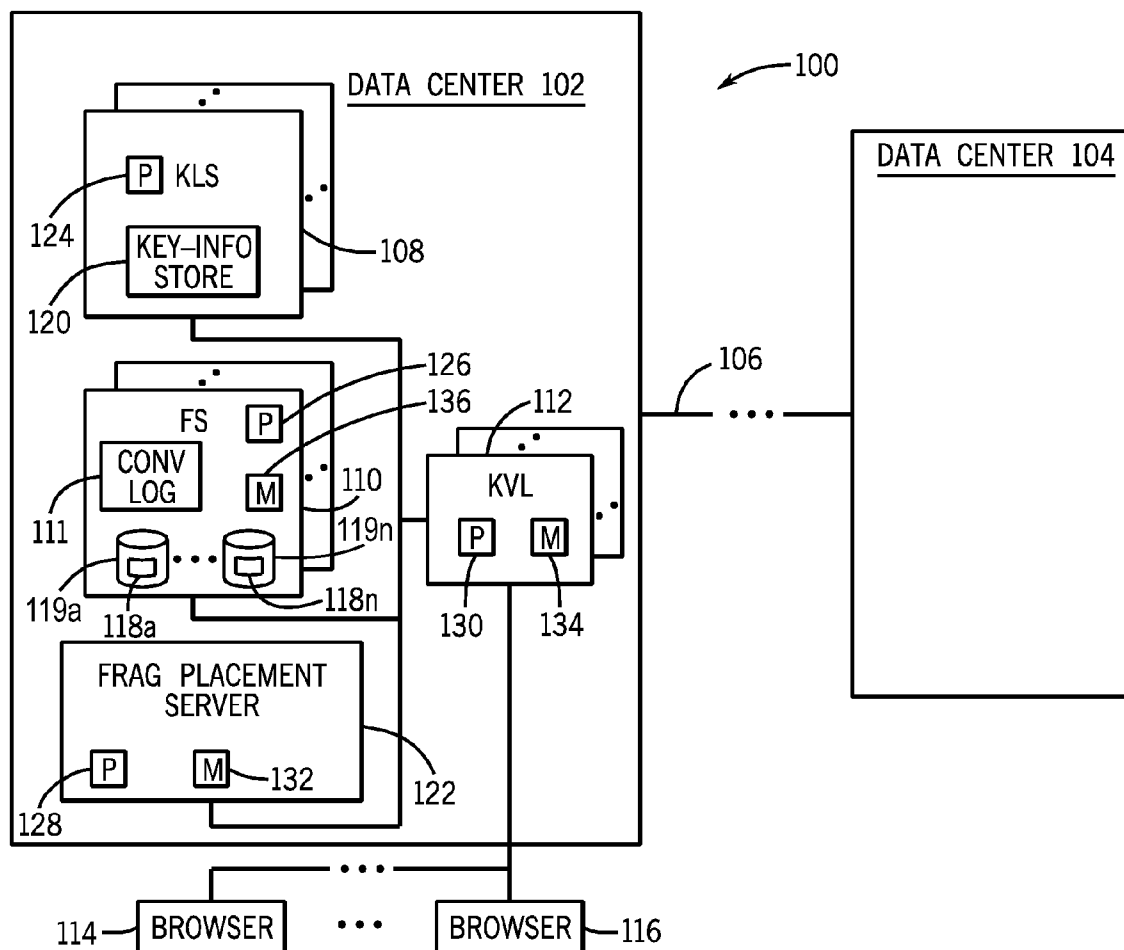 DATA CENTER 102
100
DATA CENTER 104
P KLS
124
KEY-INFO
STORE
108
120
126
136
106
112
FS
P
CONV
LOG
M
110
111
119n
KVL
P M
119a
118a
118n
130
134
FRAG PLACEMENT
SERVER
P M
128
132
122
114
BROWSER
BROWSER
116